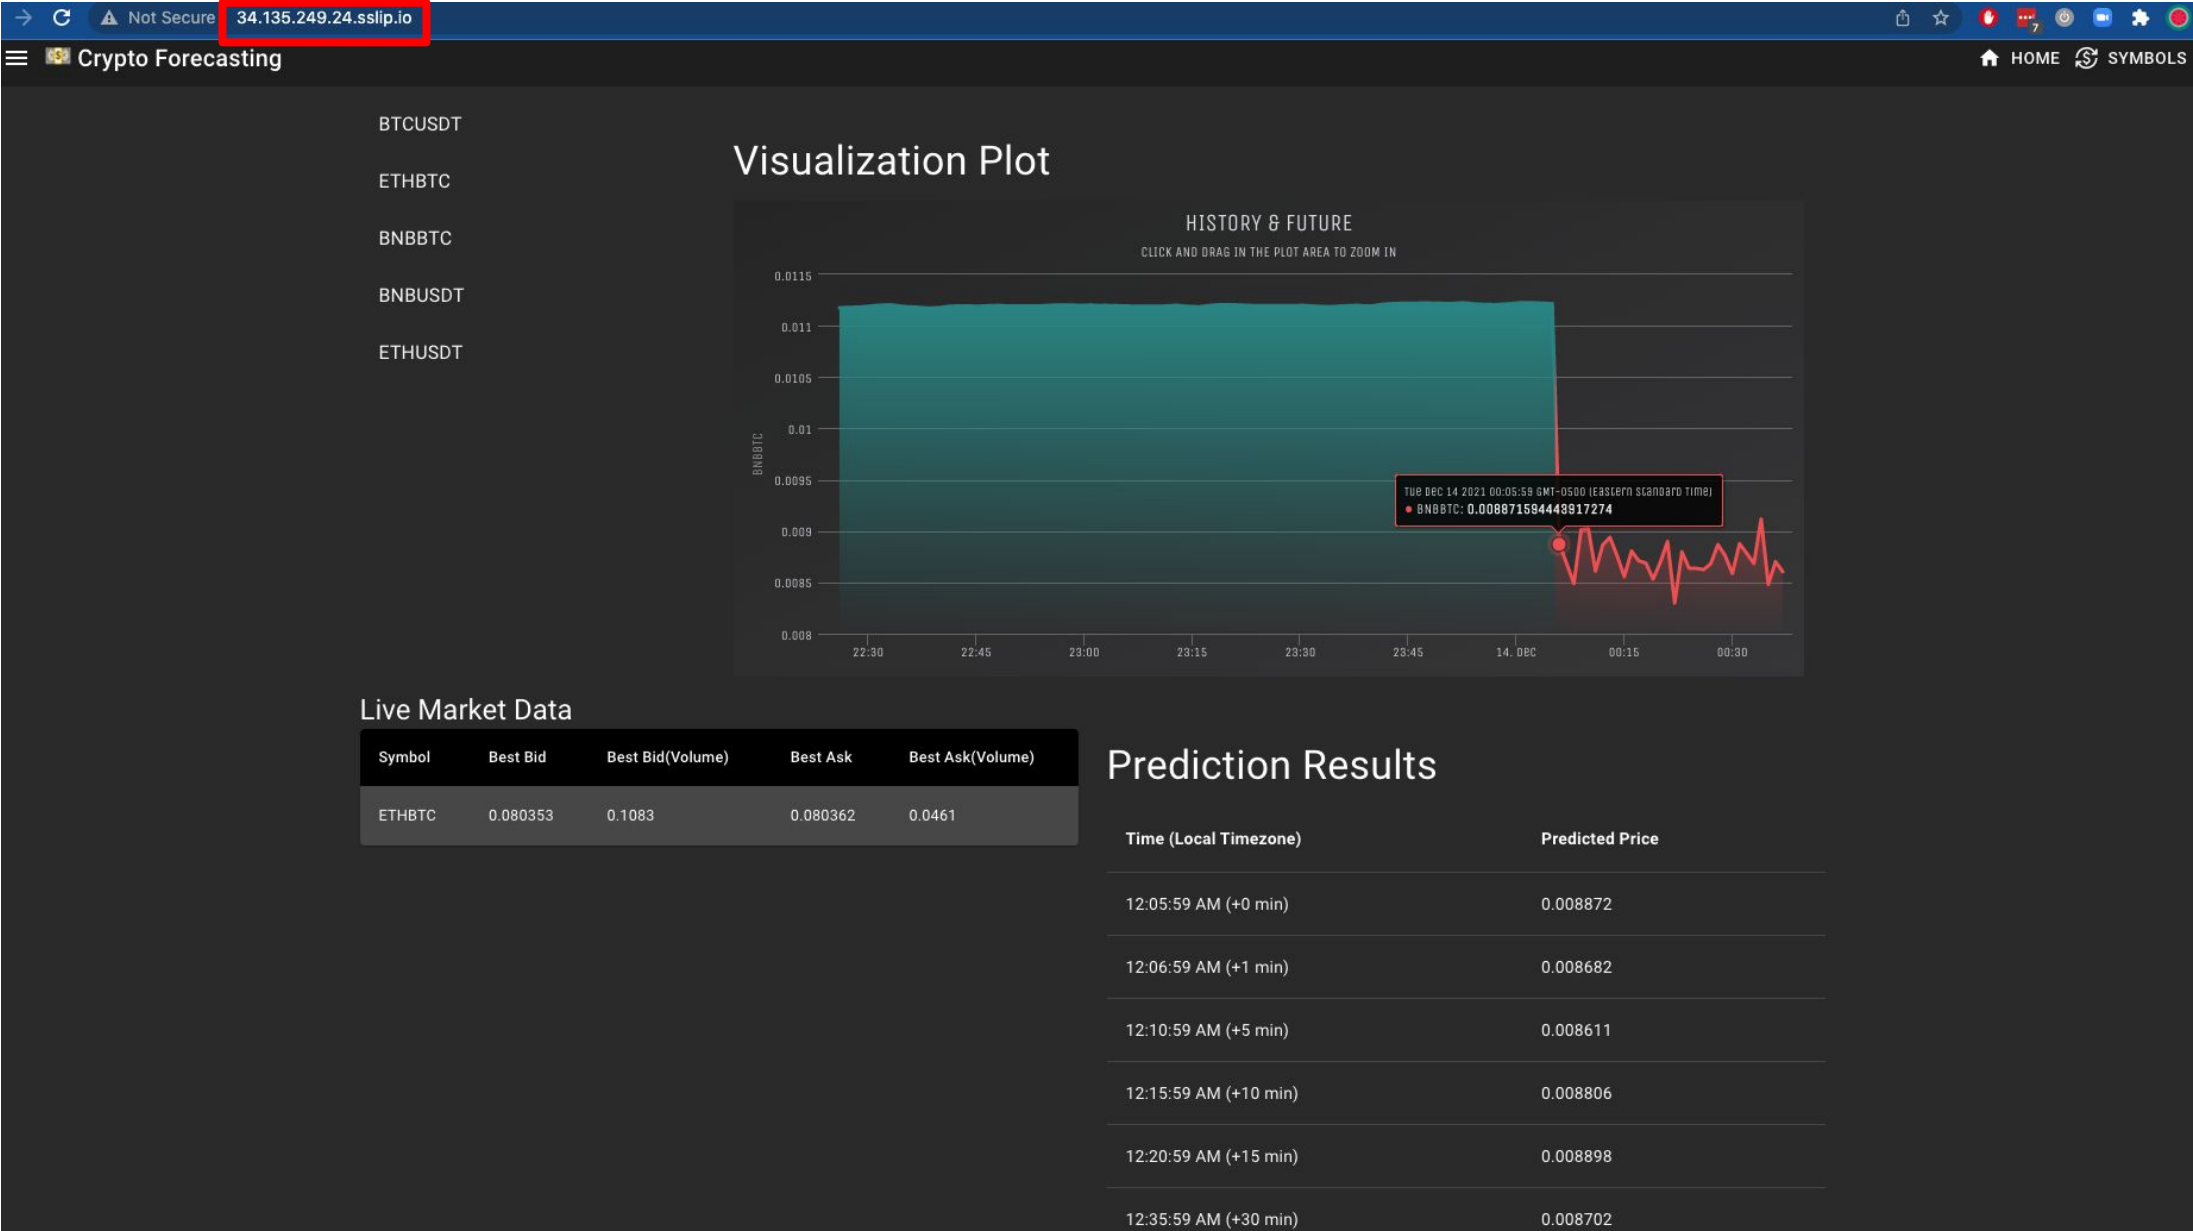 Not Secure 34.135.249.24.sslip.io
7
Crypto Forecasting
HOME SYMBOLS
BTCUSDT
ETHBTC
BNBBTC
BNBUSDT
ETHUSDT
Visualization Plot
HISTORY & FUTURE
CLICK AND DRAG IN THE PLOT AREA TO ZOOM IN
BNBBTC
0.0115
0.011
0.0105
0.01
0.0095
0.009
0.0085
0.008
Tue Dec 14 2021 00:05:59 GMT-0500 (Eastern Standard Time)
BNBBTC: 0.008871594443917274
22:30 22:45 23:00 23:15 23:30 23:45 14. Dec 00:15 00:30
Live Market Data
Symbol Best Bid Best Bid(Volume) Best Ask Best Ask(Volume)
ETHBTC 0.080353 0.1083 0.080362 0.0461
Prediction Results
Time (Local Timezone) Predicted Price
12:05:59 AM (+0 min) 0.008872
12:06:59 AM (+1 min) 0.008682
12:10:59 AM (+5 min) 0.008611
12:15:59 AM (+10 min) 0.008806
12:20:59 AM (+15 min) 0.008898
12:35:59 AM (+30 min) 0.008702